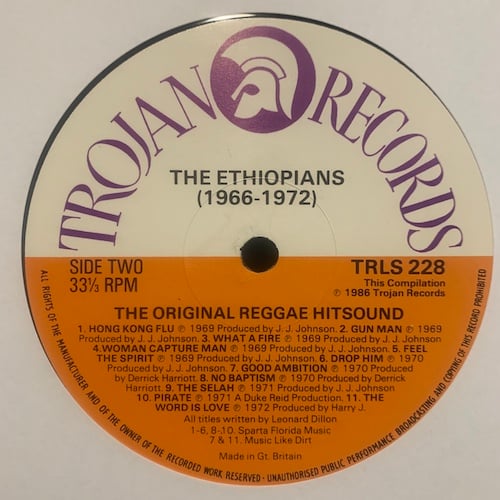 TROJAN RECORDS
THE ETHIOPIANS
(1966-1972)
SIDE TWO
33⅓ RPM
TRLS 228
This Compilation
℗ 1986 Trojan Records
THE ORIGINAL REGGAE HITSOUND
1. HONG KONG FLU ℗ 1969 Produced by J. J. Johnson. 2. GUN MAN ℗ 1969
Produced by J. J. Johnson. 3. WHAT A FIRE ℗ 1969 Produced by J. J. Johnson.
4.WOMAN CAPTURE MAN ℗ 1969 Produced by J. J. Johnson. 5. FEEL
THE SPIRIT ℗ 1969 Produced by J. J. Johnson. 6. DROP HIM ℗ 1970
Produced by J. J. Johnson. 7. GOOD AMBITION ℗ 1970 Produced
by Derrick Harriott. 8. NO BAPTISM ℗ 1970 Produced by Derrick
Harriott. 9. THE SELAH ℗ 1971 Produced by J. J. Johnson.
10. PIRATE ℗ 1971 A Duke Reid Production. 11. THE
WORD IS LOVE ℗ 1972 Produced by Harry J.
All titles written by Leonard Dillon
1-6, 8-10. Sparta Florida Music
7 & 11. Music Like Dirt
Made in Gt. Britain
ALL RIGHTS OF THE MANUFACTURER AND OF THE OWNER OF THE RECORDED WORK RESERVED · UNAUTHORISED PUBLIC PERFORMANCE BROADCASTING AND COPYING OF THIS RECORD PROHIBITED